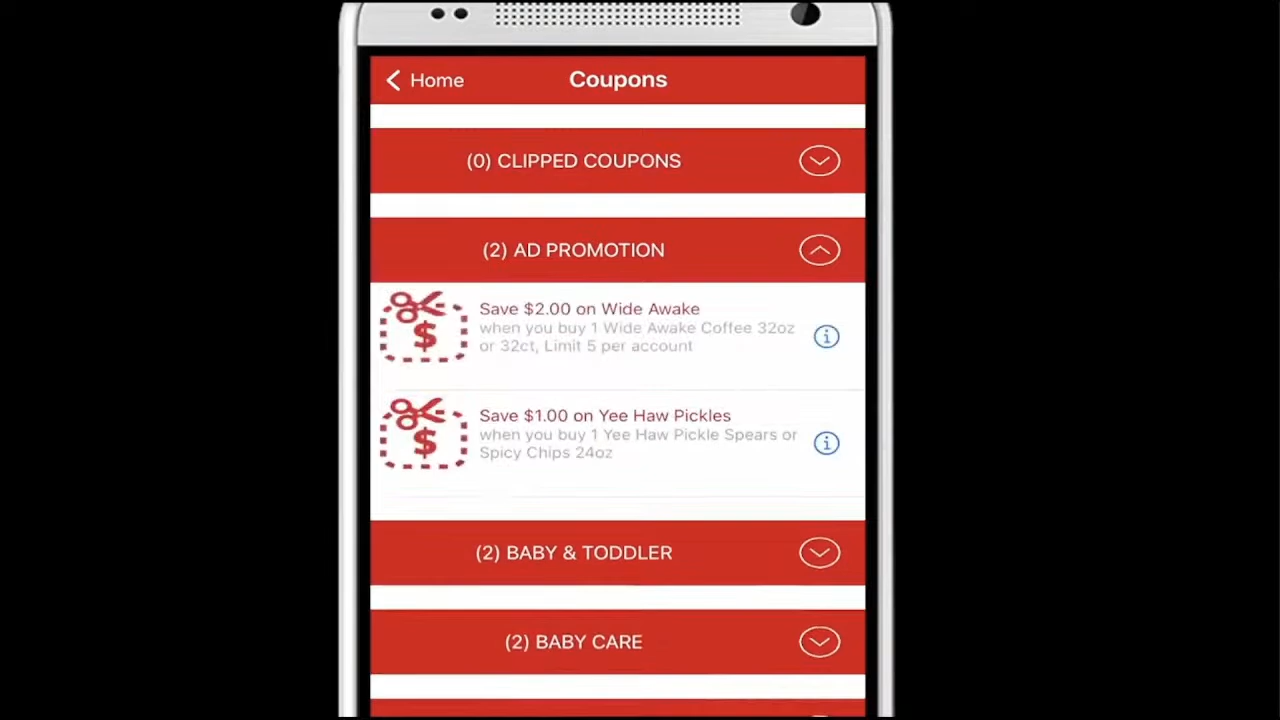 Home
Coupons
(0) CLIPPED COUPONS
(2) AD PROMOTION
Save $2.00 on Wide Awake
when you buy 1 Wide Awake Coffee 32oz
or 32ct, Limit 5 per account
$
Save $1.00 on Yee Haw Pickles
when you buy 1 Yee Haw Pickle Spears or
Spicy Chips 24oz
$
(2) BABY & TODDLER
(2) BABY CARE